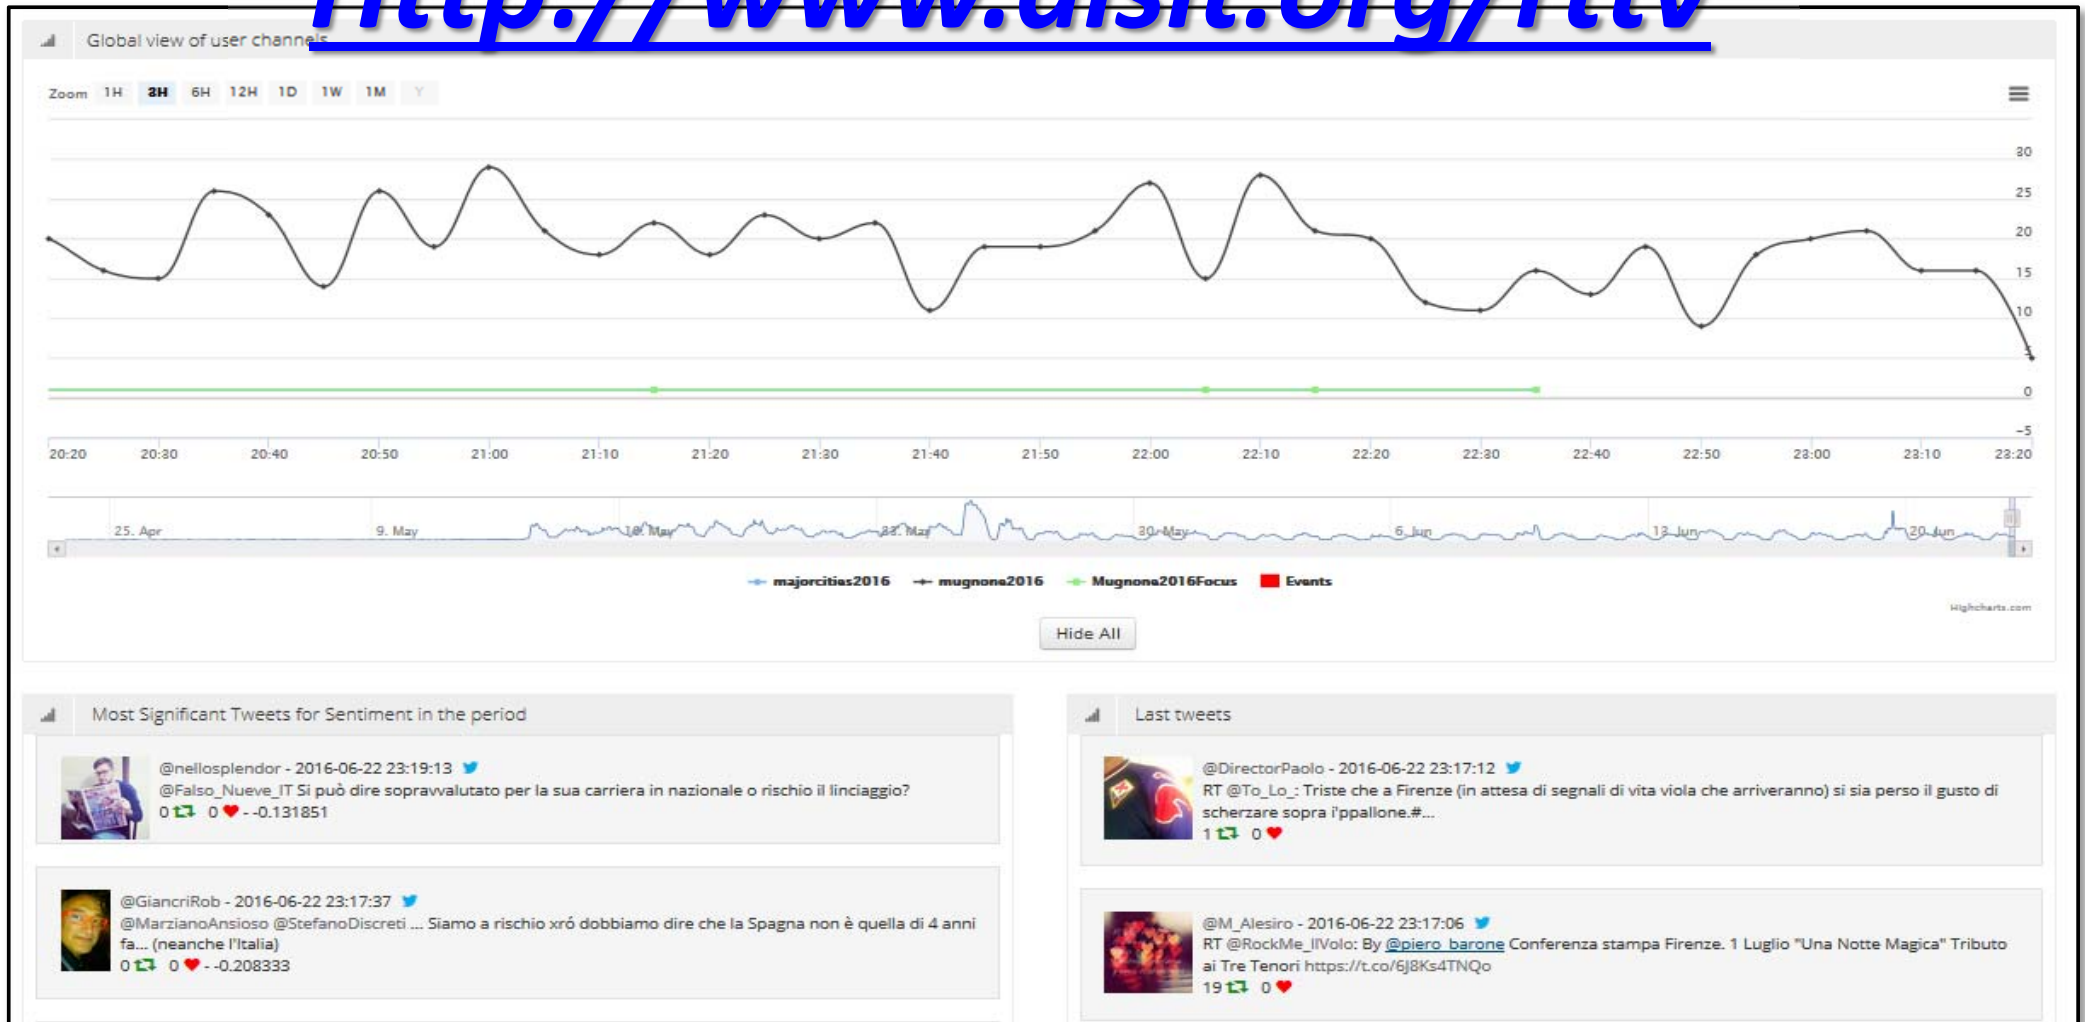 Http://www.disit.org/rttv
Global view of user channels
Zoom 1H 3H 6H 12H 1D 1W 1M Y
30
25
20
15
10
5
0
-5
20:20 20:30 20:40 20:50 21:00 21:10 21:20 21:30 21:40 21:50 22:00 22:10 22:20 22:30 22:40 22:50 23:00 23:10 23:20
25. Apr 9. May 16. May 23. May 30. May 6. Jun 13. Jun 20. Jun
majorcities2016 mugnone2016 Mugnone2016Focus Events
Highcharts.com
Hide All
Most Significant Tweets for Sentiment in the period
@nellosplendor - 2016-06-22 23:19:13
@Falso_Nueve_IT Si può dire sopravvalutato per la sua carriera in nazionale o rischio il linciaggio?
0 0 - -0.131851
@GiancriRob - 2016-06-22 23:17:37
@MarzianoAnsioso @StefanoDiscreti ... Siamo a rischio xró dobbiamo dire che la Spagna non è quella di 4 anni
fa... (neanche l'Italia)
0 0 - -0.208333
Last tweets
@DirectorPaolo - 2016-06-22 23:17:12
RT @To_Lo_: Triste che a Firenze (in attesa di segnali di vita viola che arriveranno) si sia perso il gusto di
scherzare sopra i'ppallone.#...
1 0
@M_Alesiro - 2016-06-22 23:17:06
RT @RockMe_IlVolo: By @piero_barone Conferenza stampa Firenze. 1 Luglio "Una Notte Magica" Tributo
ai Tre Tenori https://t.co/6J8Ks4TNQo
19 0